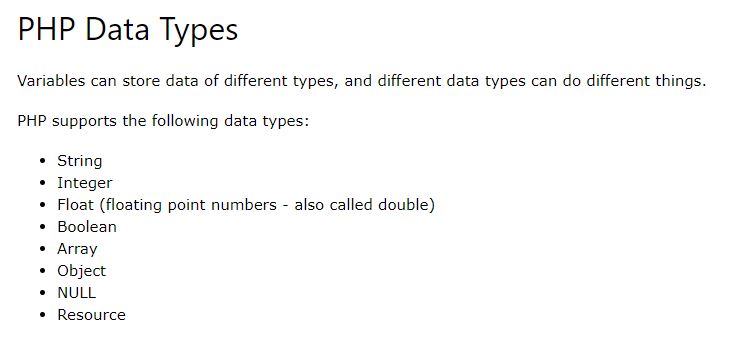 PHP Data Types
Variables can store data of different types, and different data types can do different things.
PHP supports the following data types:
• String
• Integer
• Float (floating point numbers - also called double)
• Boolean
• Array
• Object
• NULL
• Resource